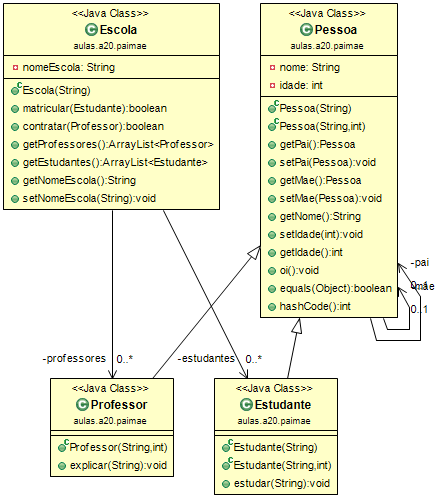 <<Java Class>>
Escola
aulas.a20.paimae
nomeEscola: String
Escola(String)
matricular(Estudante):boolean
contratar(Professor):boolean
getProfessores():ArrayList<Professor>
getEstudantes():ArrayList<Estudante>
getNomeEscola():String
setNomeEscola(String):void
<<Java Class>>
Pessoa
aulas.a20.paimae
nome: String
idade: int
Pessoa(String)
Pessoa(String,int)
getPai():Pessoa
setPai(Pessoa):void
getMae():Pessoa
setMae(Pessoa):void
getNome():String
setIdade(int):void
getIdade():int
oi():void
equals(Object):boolean
hashCode():int
-pai
0..1
-professores 0..*
-estudantes 0..*
<<Java Class>>
Professor
aulas.a20.paimae
Professor(String,int)
explicar(String):void
<<Java Class>>
Estudante
aulas.a20.paimae
Estudante(String)
Estudante(String,int)
estudar(String):void